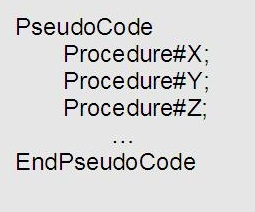 PseudoCode
Procedure#X;
Procedure#Y;
Procedure#Z;
...
EndPseudoCode